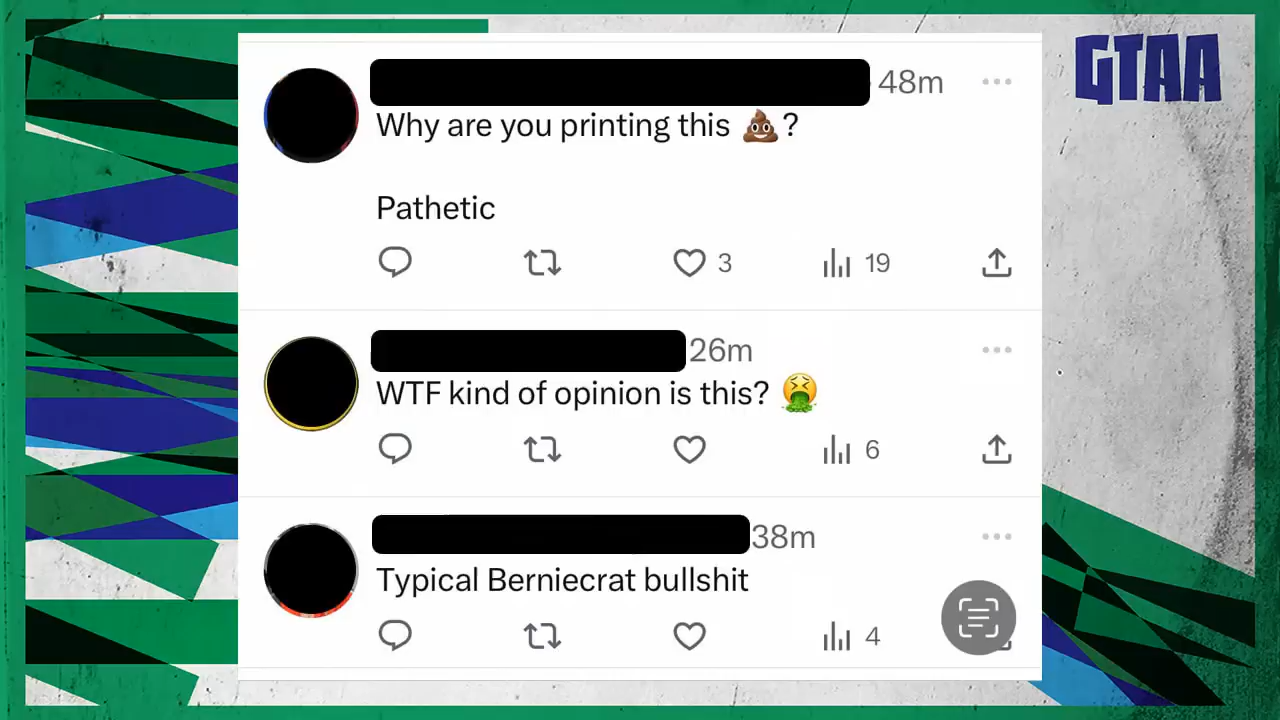 GTAA
48m
Why are you printing this 💩?
Pathetic
3
19
26m
WTF kind of opinion is this? 🤮
6
38m
Typical Berniecrat bullshit
4